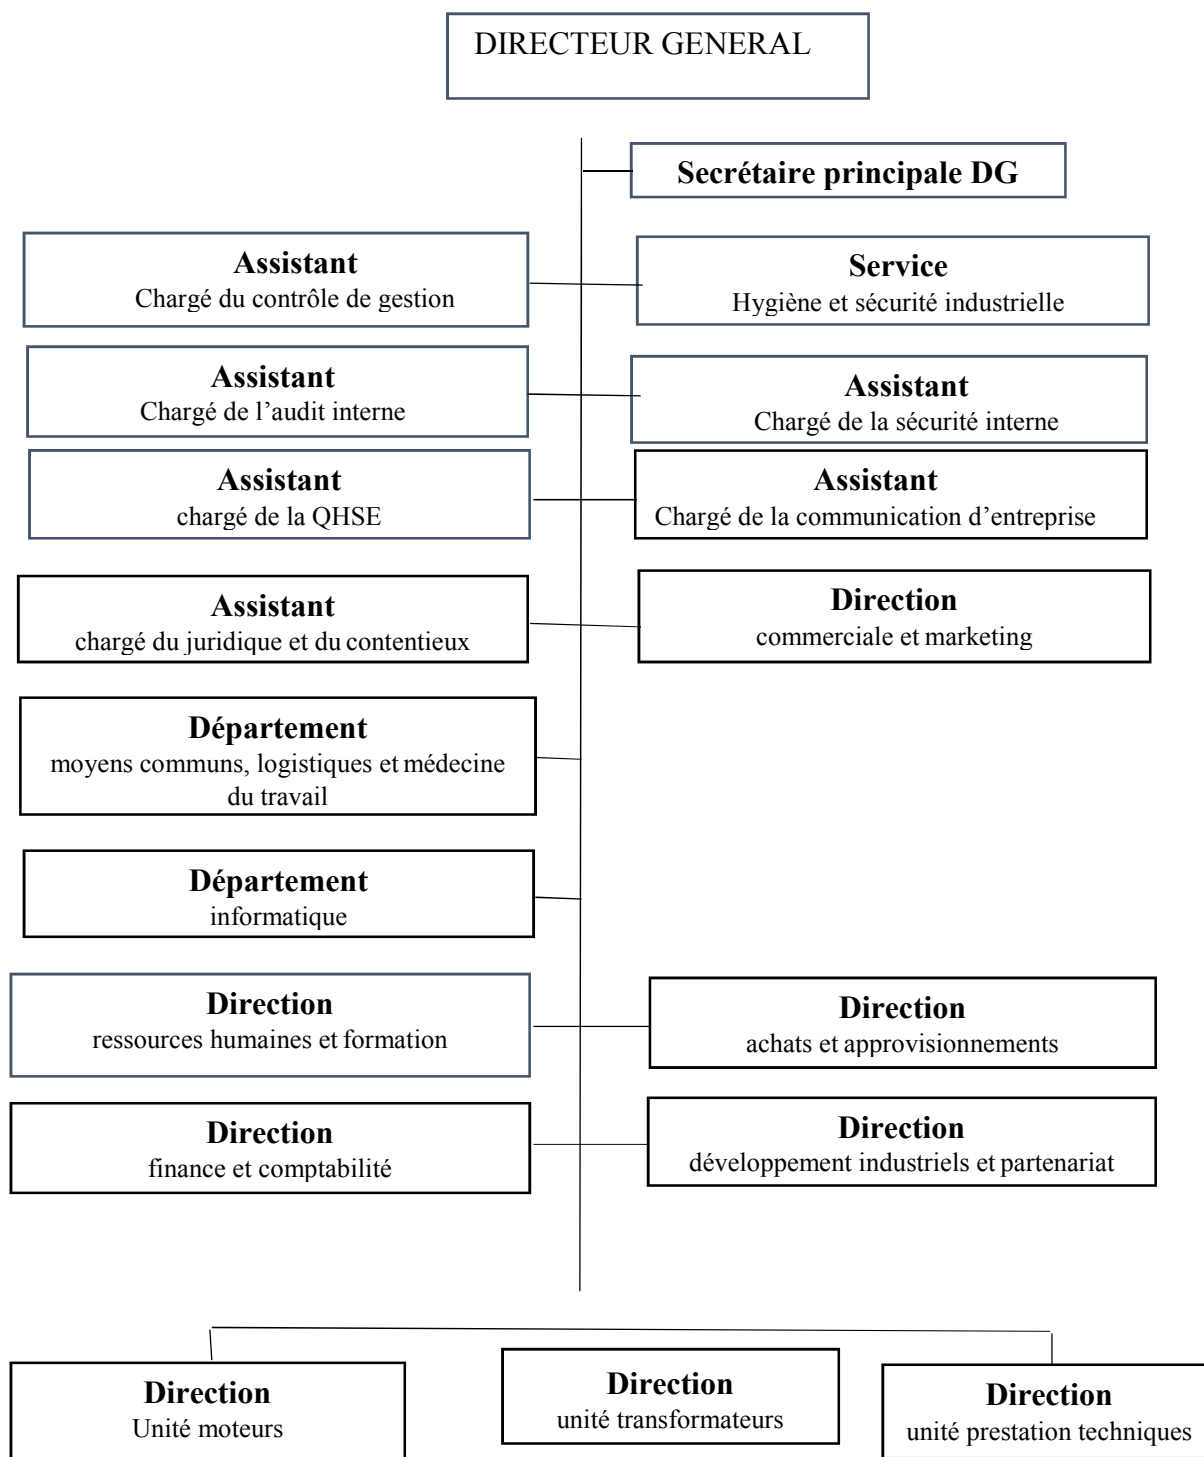 DIRECTEUR GENERAL
Secrétaire principale DG
Assistant
Chargé du contrôle de gestion
Service
Hygiène et sécurité industrielle
Assistant
Chargé de l’audit interne
Assistant
Chargé de la sécurité interne
Assistant
chargé de la QHSE
Assistant
Chargé de la communication d’entreprise
Assistant
chargé du juridique et du contentieux
Direction
commerciale et marketing
Département
moyens communs, logistiques et médecine
du travail
Département
informatique
Direction
ressources humaines et formation
Direction
achats et approvisionnements
Direction
finance et comptabilité
Direction
développement industriels et partenariat
Direction
Unité moteurs
Direction
unité transformateurs
Direction
unité prestation techniques